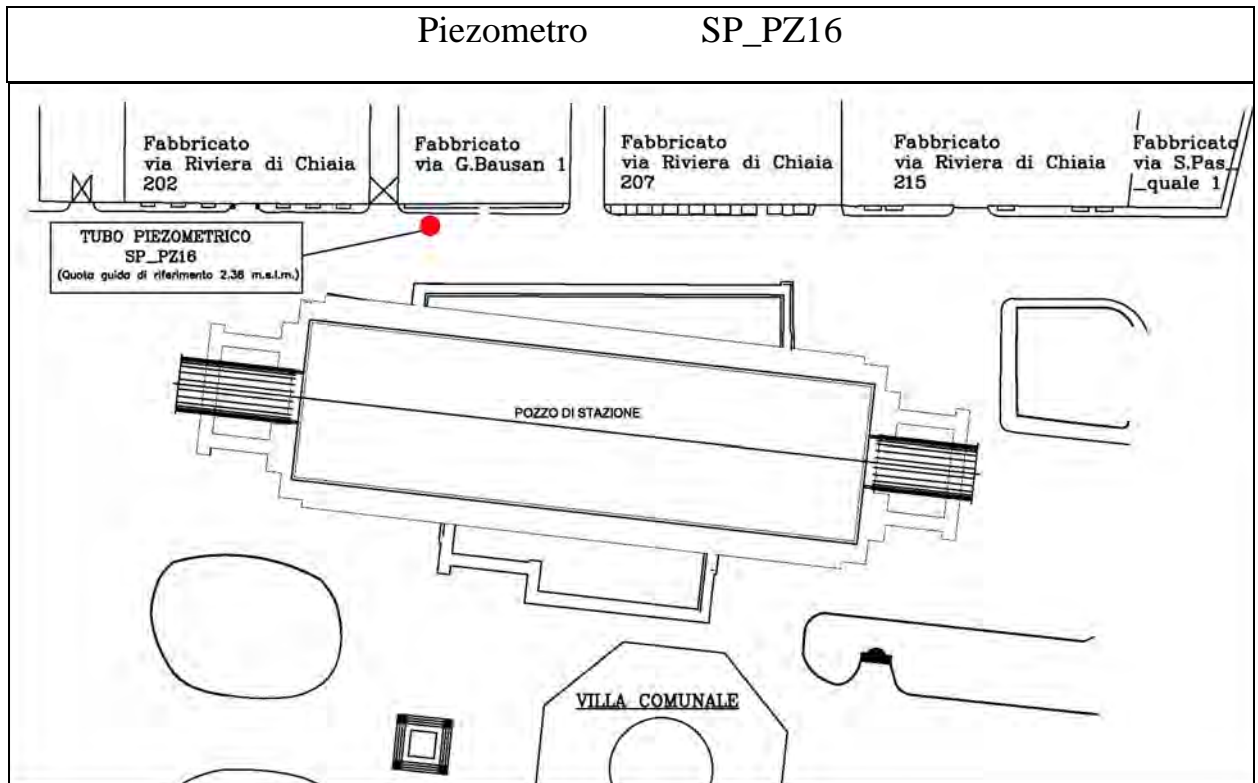 Piezometro SP_PZ16
Fabbricato
via Riviera di Chiaia
202
Fabbricato
via G.Bausan 1
Fabbricato
via Riviera di Chiaia
207
Fabbricato
via Riviera di Chiaia
215
Fabbricato
via S.Pas_
_quale 1
TUBO PIEZOMETRICO
SP_PZ16
(Quota guida di riferimento 2.36 m.s.l.m.)
POZZO DI STAZIONE
VILLA COMUNALE